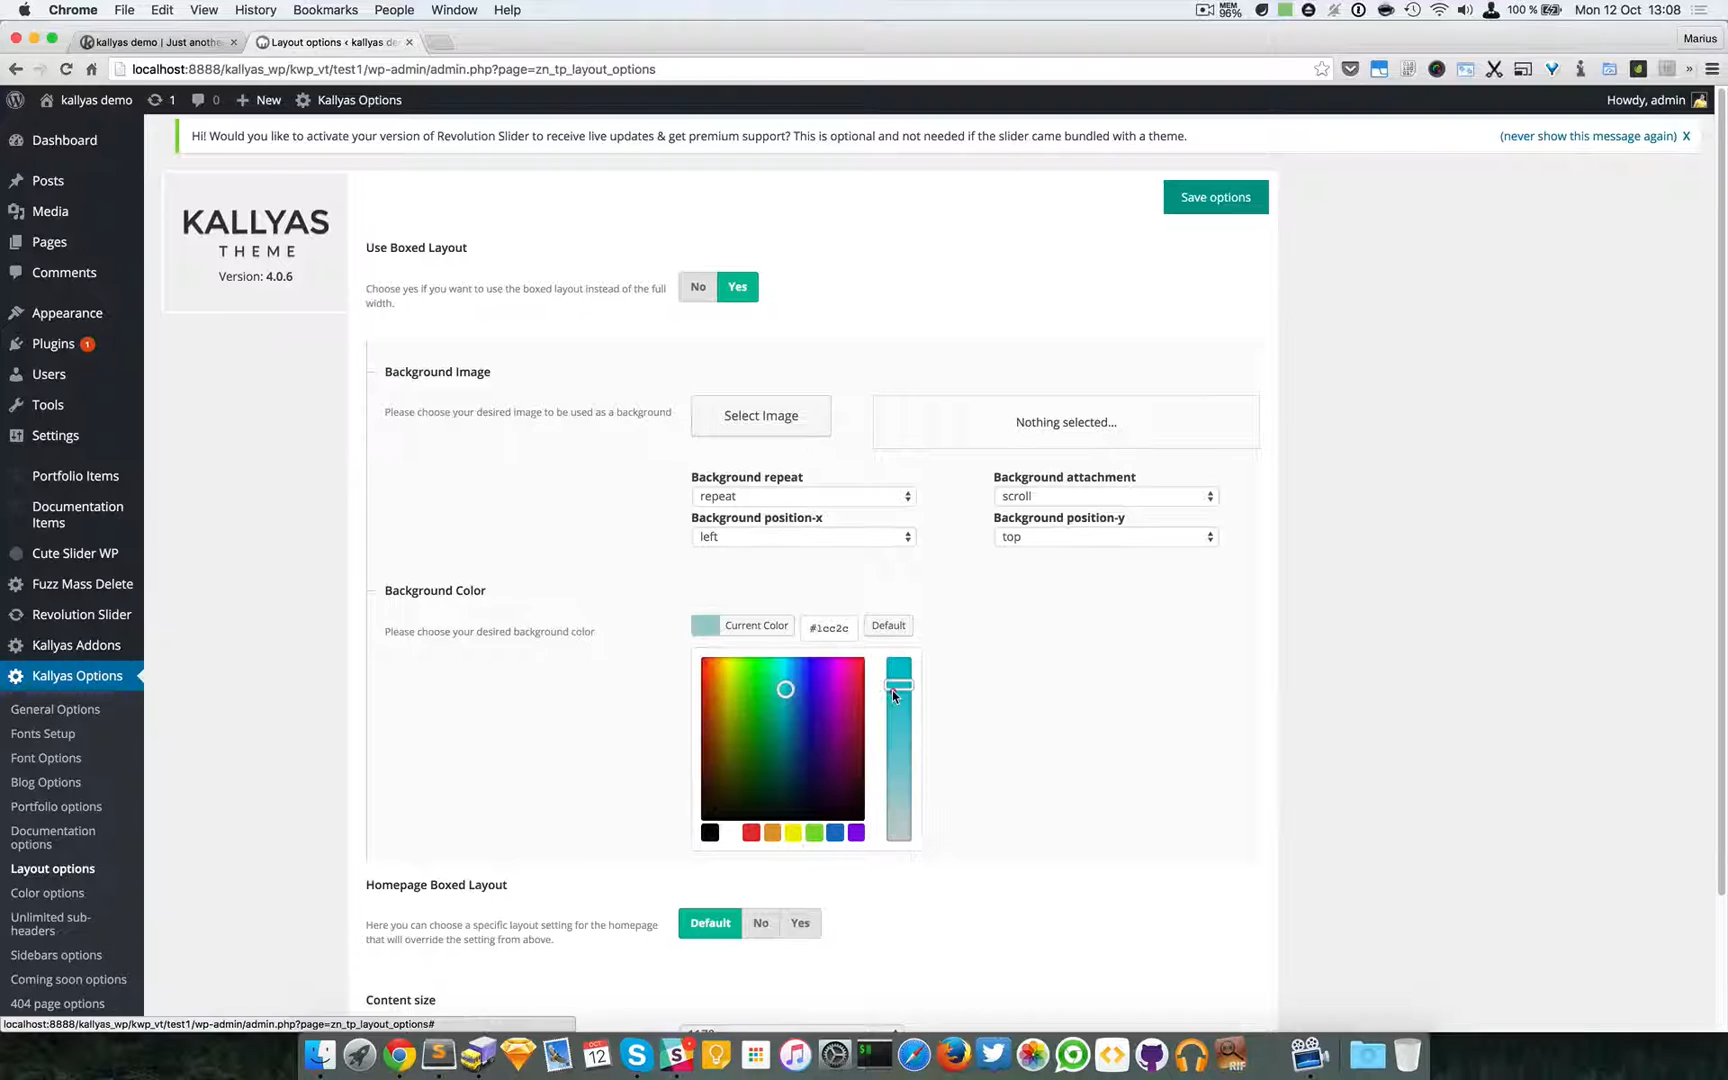 Chrome File Edit View History Bookmarks People Window Help
MEM 96% 100% Mon 12 Oct 13:08
kallyas demo | Just anothe
Layout options ‹ kallyas de
Marius
localhost:8888/kallyas_wp/kwp_vt/test1/wp-admin/admin.php?page=zn_tp_layout_options
kallyas demo 1 0 New Kallyas Options Howdy, admin
Hi! Would you like to activate your version of Revolution Slider to receive live updates & get premium support? This is optional and not needed if the slider came bundled with a theme. (never show this message again) X
Dashboard
Posts
Media
Pages
Comments
Appearance
Plugins 1
Users
Tools
Settings
Portfolio Items
Documentation
Items
Cute Slider WP
Fuzz Mass Delete
Revolution Slider
Kallyas Addons
Kallyas Options
General Options
Fonts Setup
Font Options
Blog Options
Portfolio options
Documentation
options
Layout options
Color options
Unlimited sub-
headers
Sidebars options
Coming soon options
404 page options
KALLYAS
THEME
Version: 4.0.6
Save options
Use Boxed Layout
Choose yes if you want to use the boxed layout instead of the full
width.
No Yes
Background Image
Please choose your desired image to be used as a background
Select Image
Nothing selected...
Background repeat Background attachment
repeat scroll
Background position-x Background position-y
left top
Background Color
Please choose your desired background color
Current Color #1cc2c Default
Homepage Boxed Layout
Here you can choose a specific layout setting for the homepage
that will override the setting from above.
Default No Yes
Content size
localhost:8888/kallyas_wp/kwp_vt/test1/wp-admin/admin.php?page=zn_tp_layout_options#
OCT
12
RIF